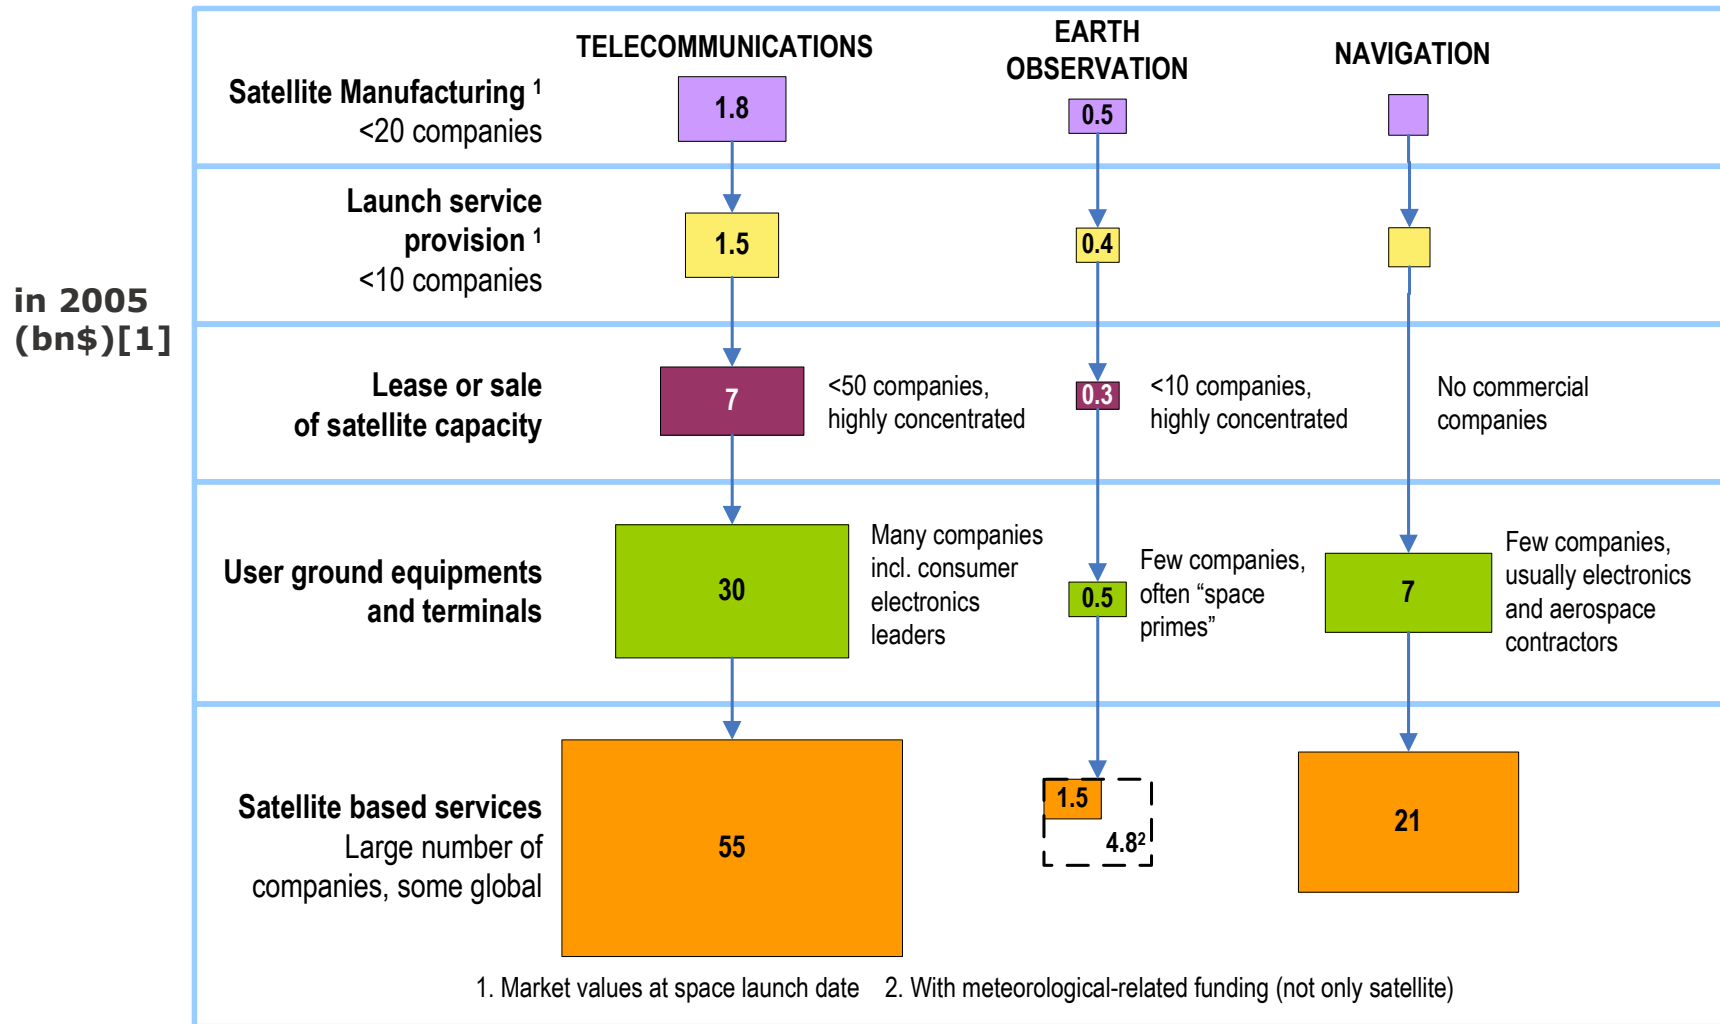 TELECOMMUNICATIONS
EARTH
OBSERVATION
NAVIGATION
Satellite Manufacturing ¹
<20 companies
1.8
0.5
Launch service
provision ¹
<10 companies
1.5
0.4
in 2005
(bn$)[1]
Lease or sale
of satellite capacity
7
<50 companies,
highly concentrated
0.3
<10 companies,
highly concentrated
No commercial
companies
User ground equipments
and terminals
30
Many companies
incl. consumer
electronics
leaders
0.5
Few companies,
often “space
primes”
7
Few companies,
usually electronics
and aerospace
contractors
Satellite based services
Large number of
companies, some global
55
1.5
4.8²
21
1. Market values at space launch date 2. With meteorological-related funding (not only satellite)